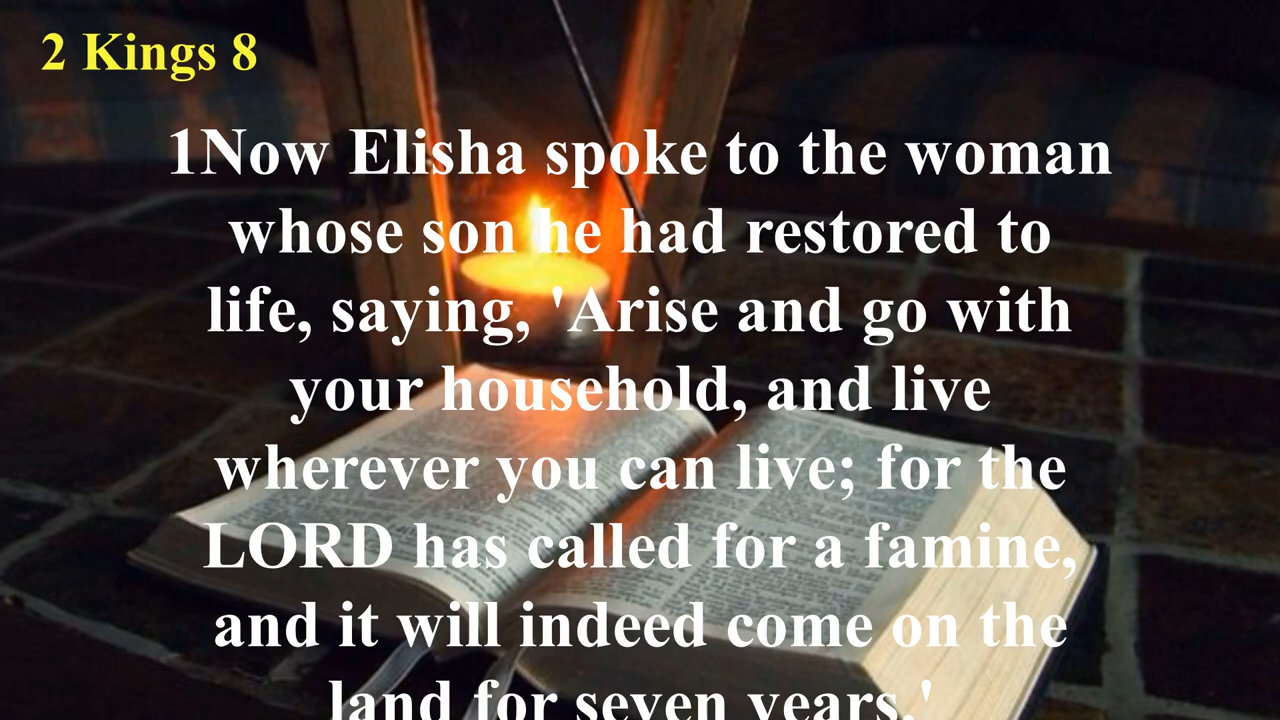 2 Kings 8
1Now Elisha spoke to the woman
whose son he had restored to
life, saying, 'Arise and go with
your household, and live
wherever you can live; for the
LORD has called for a famine,
and it will indeed come on the
land for seven years.'